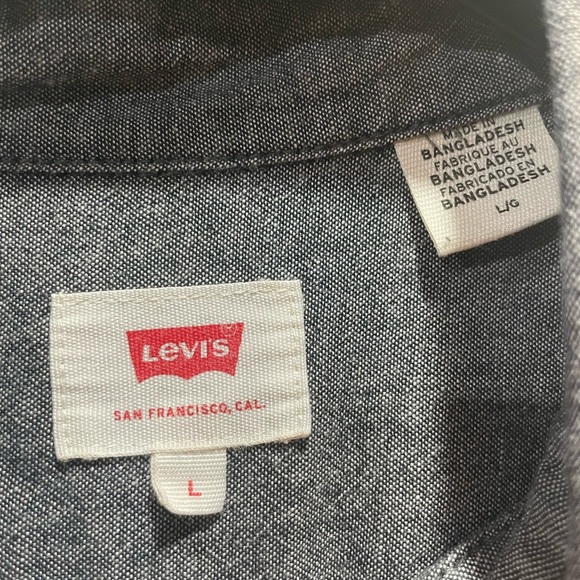 MADE IN
BANGLADESH
FABRIQUE AU
BANGLADESH
FABRICADO EN
BANGLADESH
L/G
Levi's
SAN FRANCISCO, CAL.
L